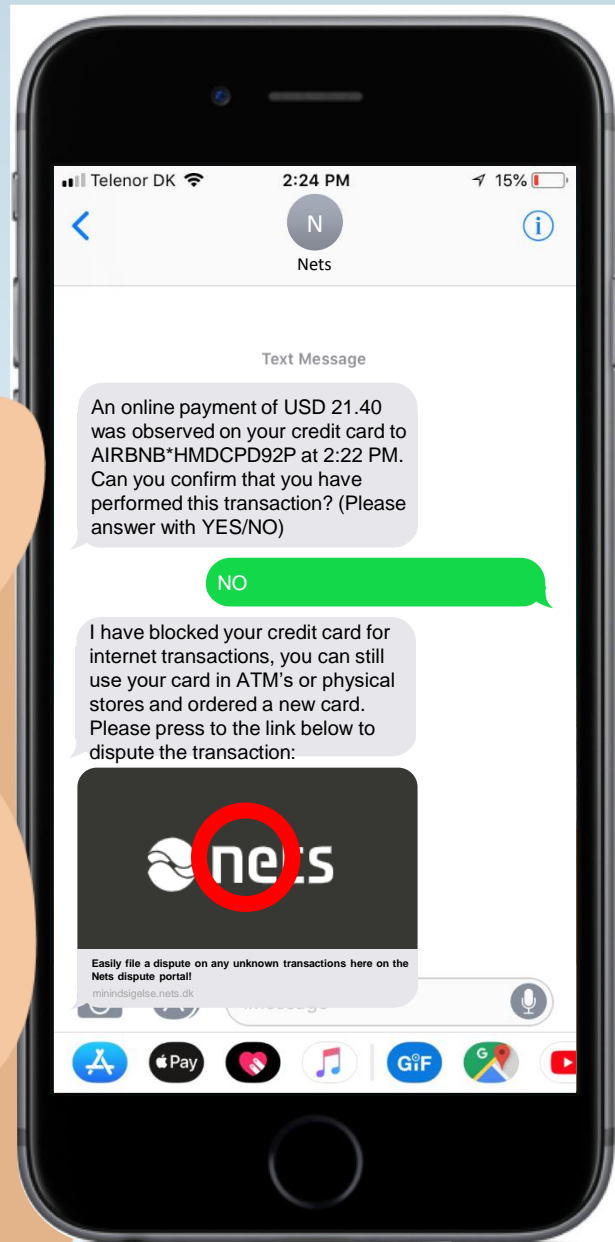 Telenor DK 2:24 PM 15%
N
Nets
Text Message
An online payment of USD 21.40
was observed on your credit card to
AIRBNB*HMDCPD92P at 2:22 PM.
Can you confirm that you have
performed this transaction? (Please
answer with YES/NO)
NO
I have blocked your credit card for
internet transactions, you can still
use your card in ATM's or physical
stores and ordered a new card.
Please press to the link below to
dispute the transaction:
nets
Easily file a dispute on any unknown transactions here on the
Nets dispute portal!
minindsigelse.nets.dk
Pay GIF G